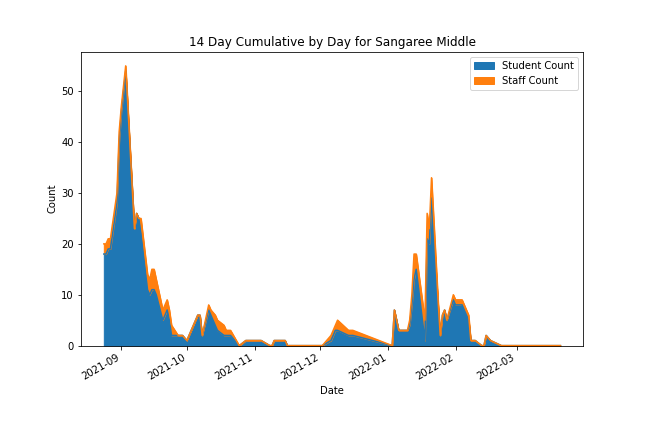 14 Day Cumulative by Day for Sangaree Middle
Student Count
Staff Count
Count
50
40
30
20
10
0
2021-09
2021-10
2021-11
2021-12
2022-01
2022-02
2022-03
Date